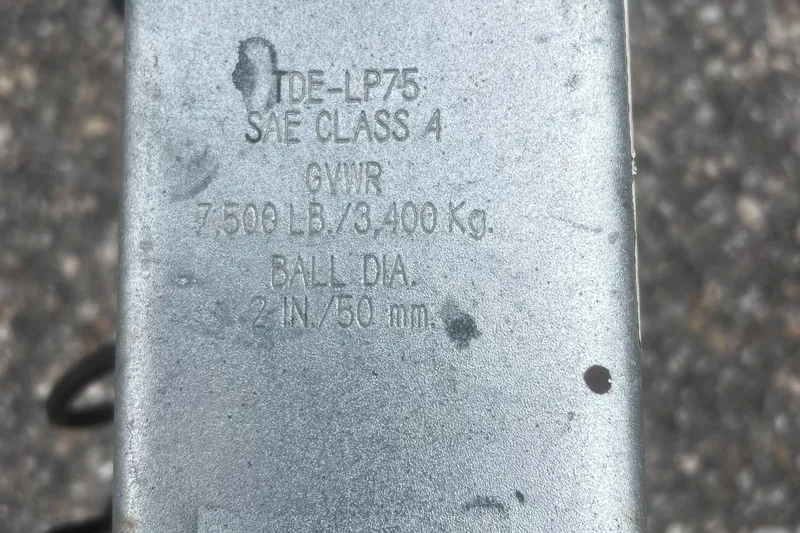 TDE-LP75
SAE CLASS 4
GVWR
7,500 LB./3,400 Kg.
BALL DIA.
2 IN./50 mm.